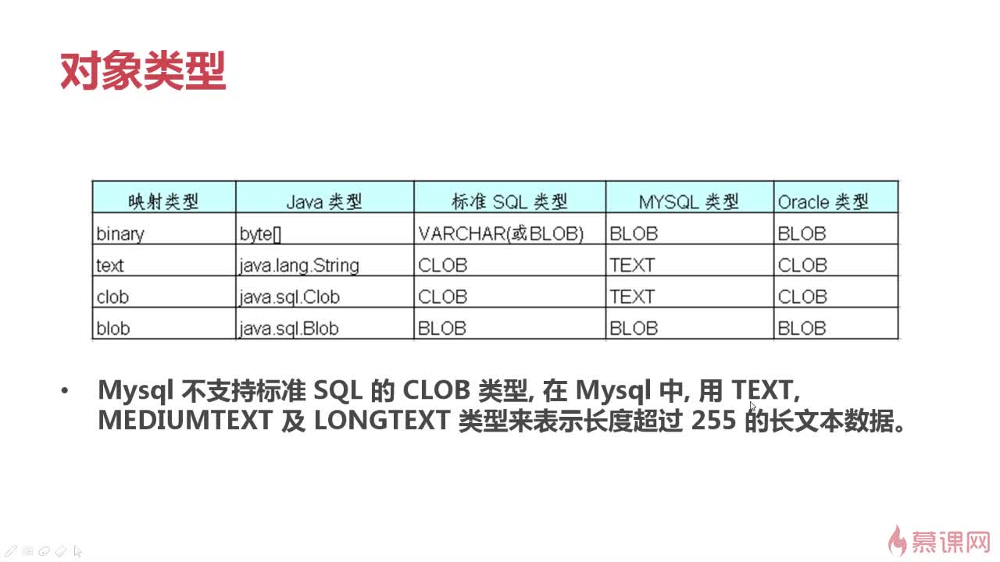 对象类型
映射类型 Java 类型 标准 SQL 类型 MYSQL 类型 Oracle 类型
binary byte[] VARCHAR(或BLOB) BLOB BLOB
text java.lang.String CLOB TEXT CLOB
clob java.sql.Clob CLOB TEXT CLOB
blob java.sql.Blob BLOB BLOB BLOB
• Mysql 不支持标准 SQL 的 CLOB 类型, 在 Mysql 中, 用 TEXT,
MEDIUMTEXT 及 LONGTEXT 类型来表示长度超过 255 的长文本数据。
慕课网